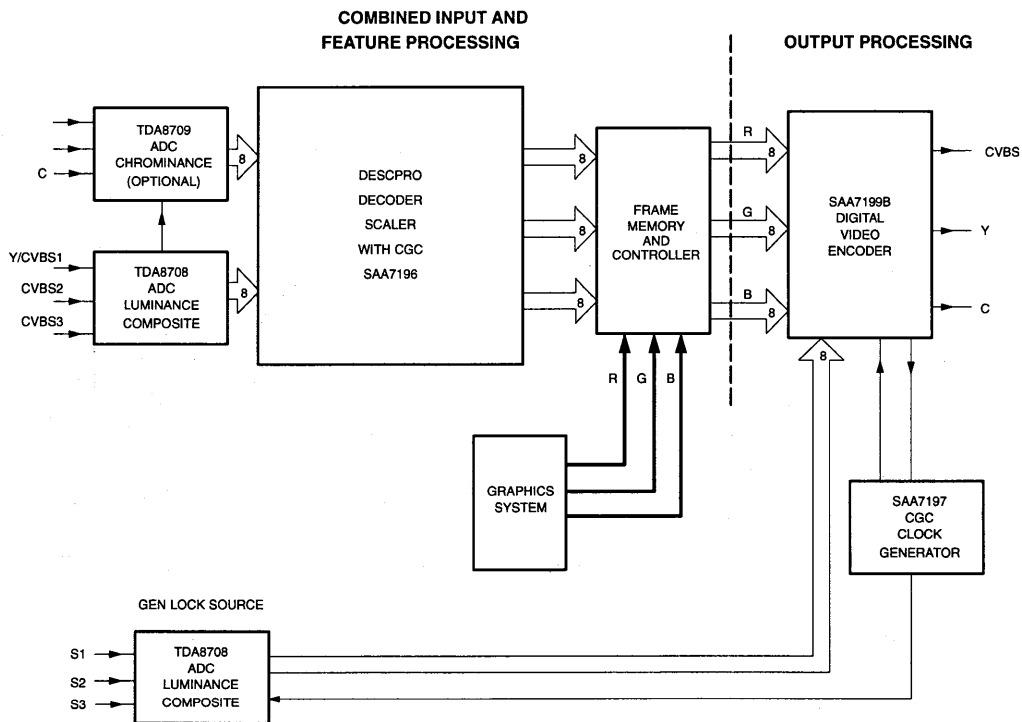 COMBINED INPUT AND
FEATURE PROCESSING
OUTPUT PROCESSING
C
TDA8709
ADC
CHROMINANCE
(OPTIONAL)
8
Y/CVBS1
CVBS2
CVBS3
TDA8708
ADC
LUMINANCE
COMPOSITE
8
DESCPRO
DECODER
SCALER
WITH CGC
SAA7196
8
8
8
FRAME
MEMORY
AND
CONTROLLER
R
8
G
8
B
8
SAA7199B
DIGITAL
VIDEO
ENCODER
CVBS
Y
C
8
R G B
GRAPHICS
SYSTEM
SAA7197
CGC
CLOCK
GENERATOR
GEN LOCK SOURCE
S1
S2
S3
TDA8708
ADC
LUMINANCE
COMPOSITE